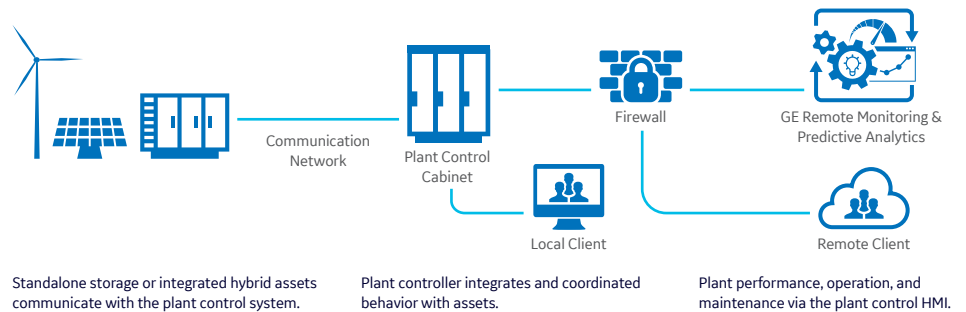 Communication
Network
Plant Control
Cabinet
Firewall
GE Remote Monitoring &
Predictive Analytics
Local Client
Remote Client
Standalone storage or integrated hybrid assets
communicate with the plant control system.
Plant controller integrates and coordinated
behavior with assets.
Plant performance, operation, and
maintenance via the plant control HMI.